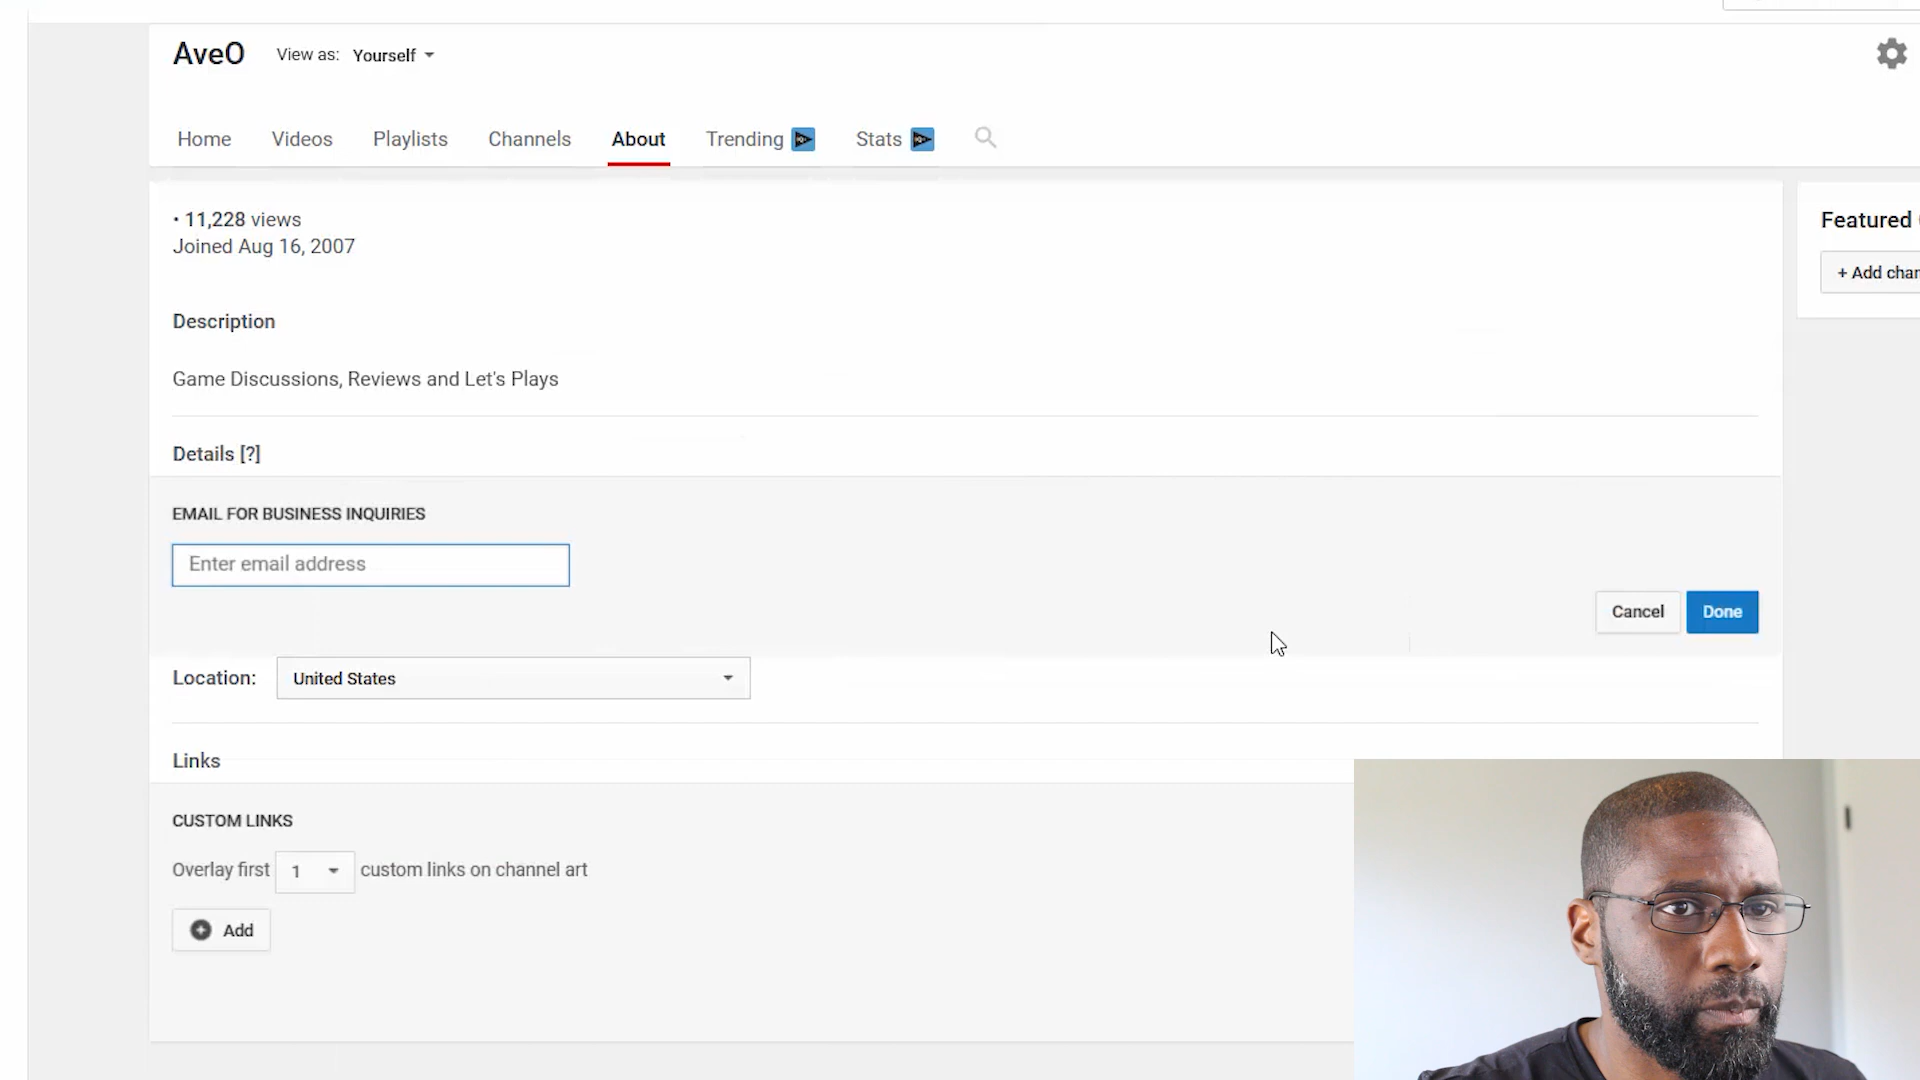 AveO View as: Yourself
Home Videos Playlists Channels About Trending Stats
• 11,228 views
Joined Aug 16, 2007
Featured
+ Add
Description
Game Discussions, Reviews and Let's Plays
Details [?]
EMAIL FOR BUSINESS INQUIRIES
Enter email address
Cancel Done
Location: United States
Links
CUSTOM LINKS
Overlay first 1 custom links on channel art
Add